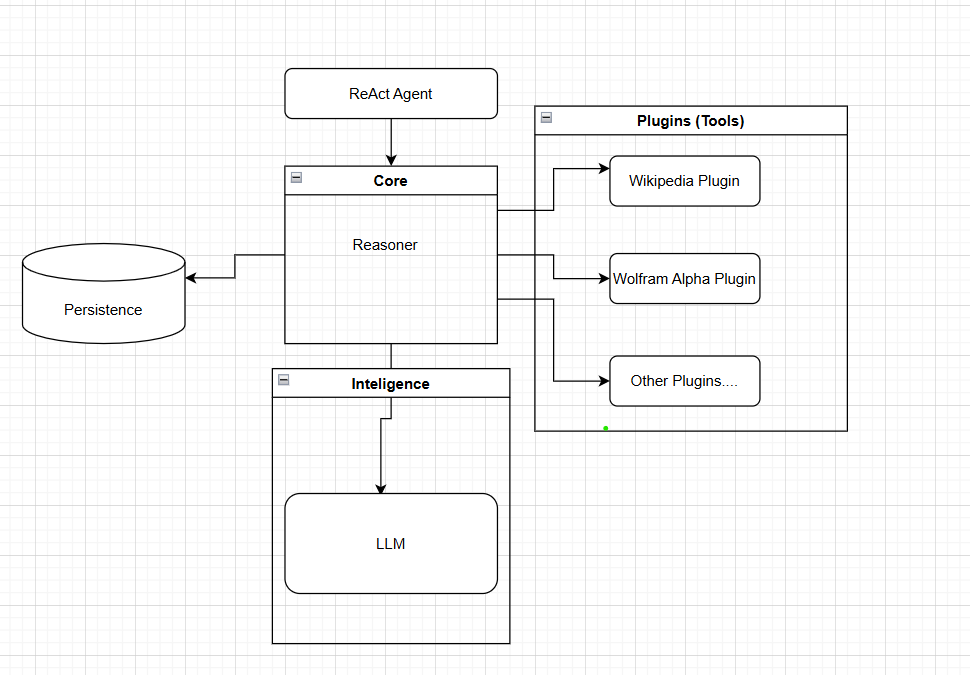 ReAct Agent
Plugins (Tools)
Core
Wikipedia Plugin
Reasoner
Wolfram Alpha Plugin
Persistence
Other Plugins....
Inteligence
LLM